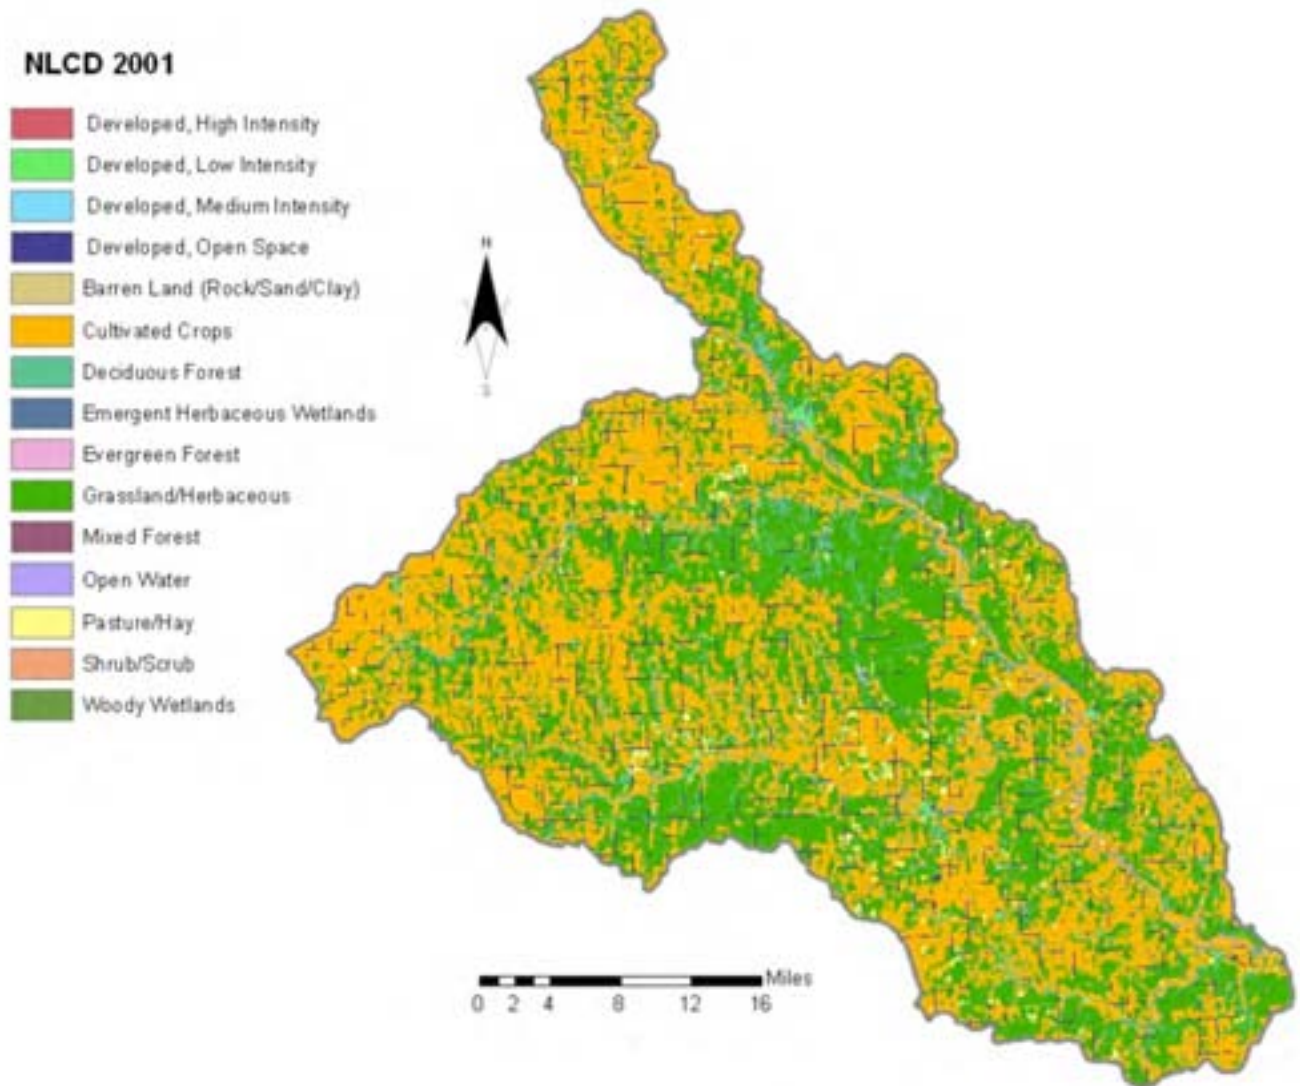 NLCD 2001
Developed, High Intensity
Developed, Low Intensity
Developed, Medium Intensity
Developed, Open Space
Barren Land (Rock/Sand/Clay)
Cultivated Crops
Deciduous Forest
Emergent Herbaceous Wetlands
Evergreen Forest
Grassland/Herbaceous
Mixed Forest
Open Water
Pasture/Hay
Shrub/Scrub
Woody Wetlands
N
S
Miles
0 2 4 8 12 16